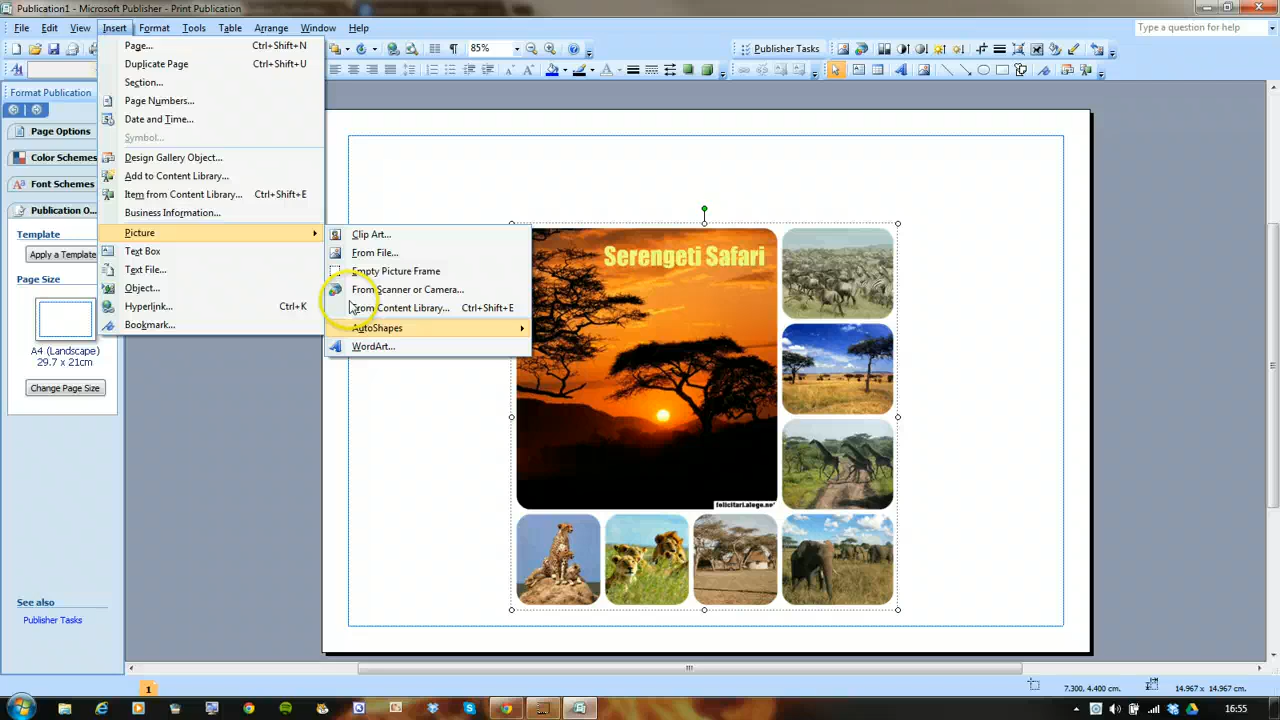 Publication1 - Microsoft Publisher - Print Publication
File Edit View Insert Format Tools Table Arrange Window Help
Type a question for help
85%
Publisher Tasks
Format Publication
Page Options
Color Schemes
Font Schemes
Publication O...
Template
Apply a Template
Page Size
A4 (Landscape)
29.7 x 21cm
Change Page Size
See also
Publisher Tasks
Page... Ctrl+Shift+N
Duplicate Page Ctrl+Shift+U
Section...
Page Numbers...
Date and Time...
Symbol...
Design Gallery Object...
Add to Content Library...
Item from Content Library... Ctrl+Shift+E
Business Information...
Picture
Text Box
Text File...
Object...
Hyperlink... Ctrl+K
Bookmark...
Clip Art...
From File...
Empty Picture Frame
From Scanner or Camera...
From Content Library... Ctrl+Shift+E
AutoShapes
WordArt...
Serengeti Safari
felicitari.alege.net
1
7.300, 4.400 cm.
14.967 x 14.967 cm.
16:55